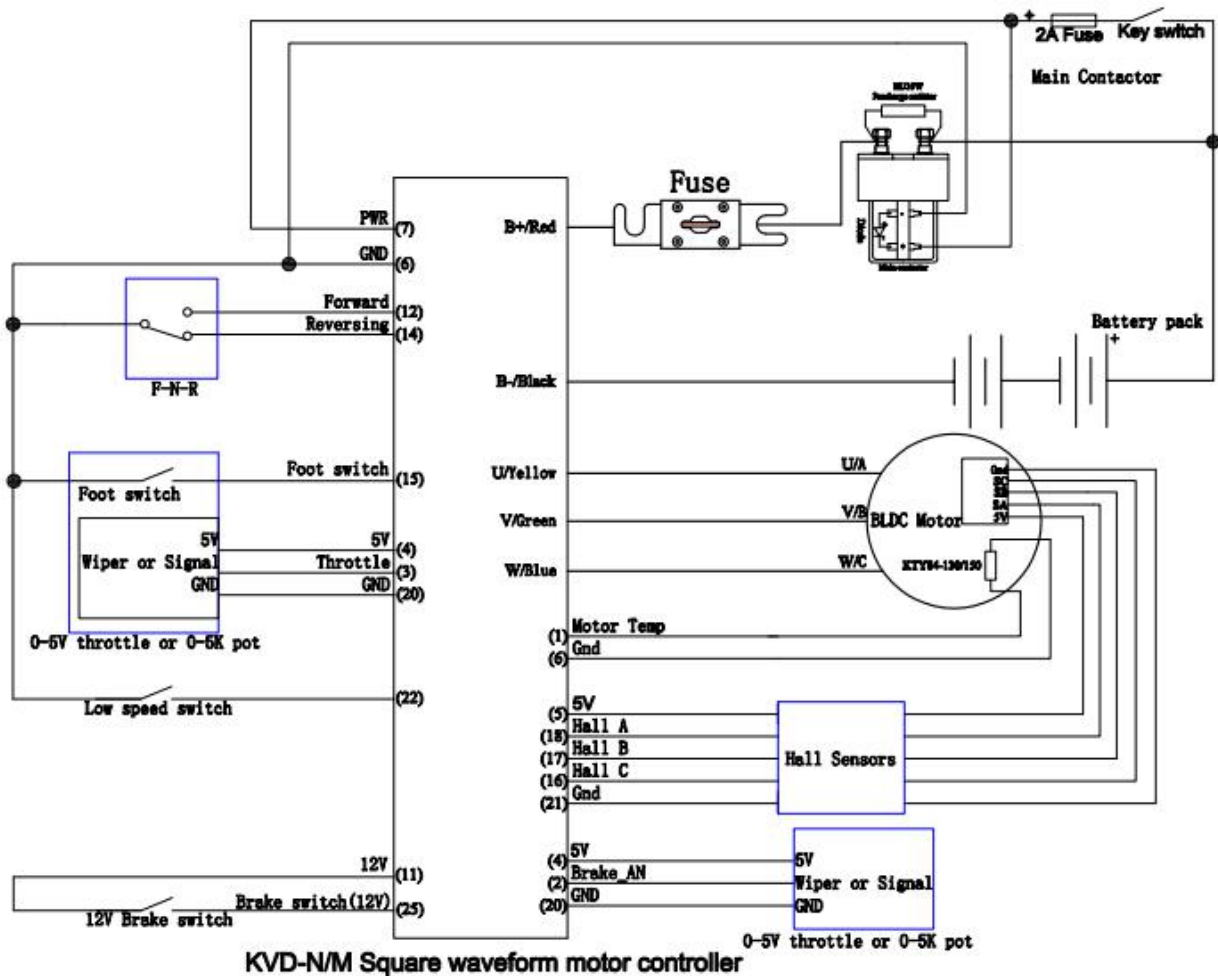 +
2A Fuse
Key switch
Main Contactor
Fuse
PWR
(7)
B+/Red
GND
(6)
Diode
Forward
(12)
Reversing
(14)
F-N-R
Battery pack
+
B-/Black
Foot switch
(15)
Foot switch
U/Yellow
U/A
V/Green
V/B
BLDC Motor
Gnd
5V
W/Blue
W/C
KTY84-130/150
5V
5V
(4)
Wiper or Signal
Throttle
(3)
GND
GND
(20)
0-5V throttle or 0-5K pot
(1)
Motor Temp
(6)
Gnd
Low speed switch
(22)
(5)
5V
(18)
Hall A
(17)
Hall B
(16)
Hall C
(21)
Gnd
Hall Sensors
12V
(11)
12V Brake switch
Brake switch(12V)
(25)
(4)
5V
5V
(2)
Brake_AN
Wiper or Signal
(20)
GND
GND
0-5V throttle or 0-5K pot
KVD-N/M Square waveform motor controller